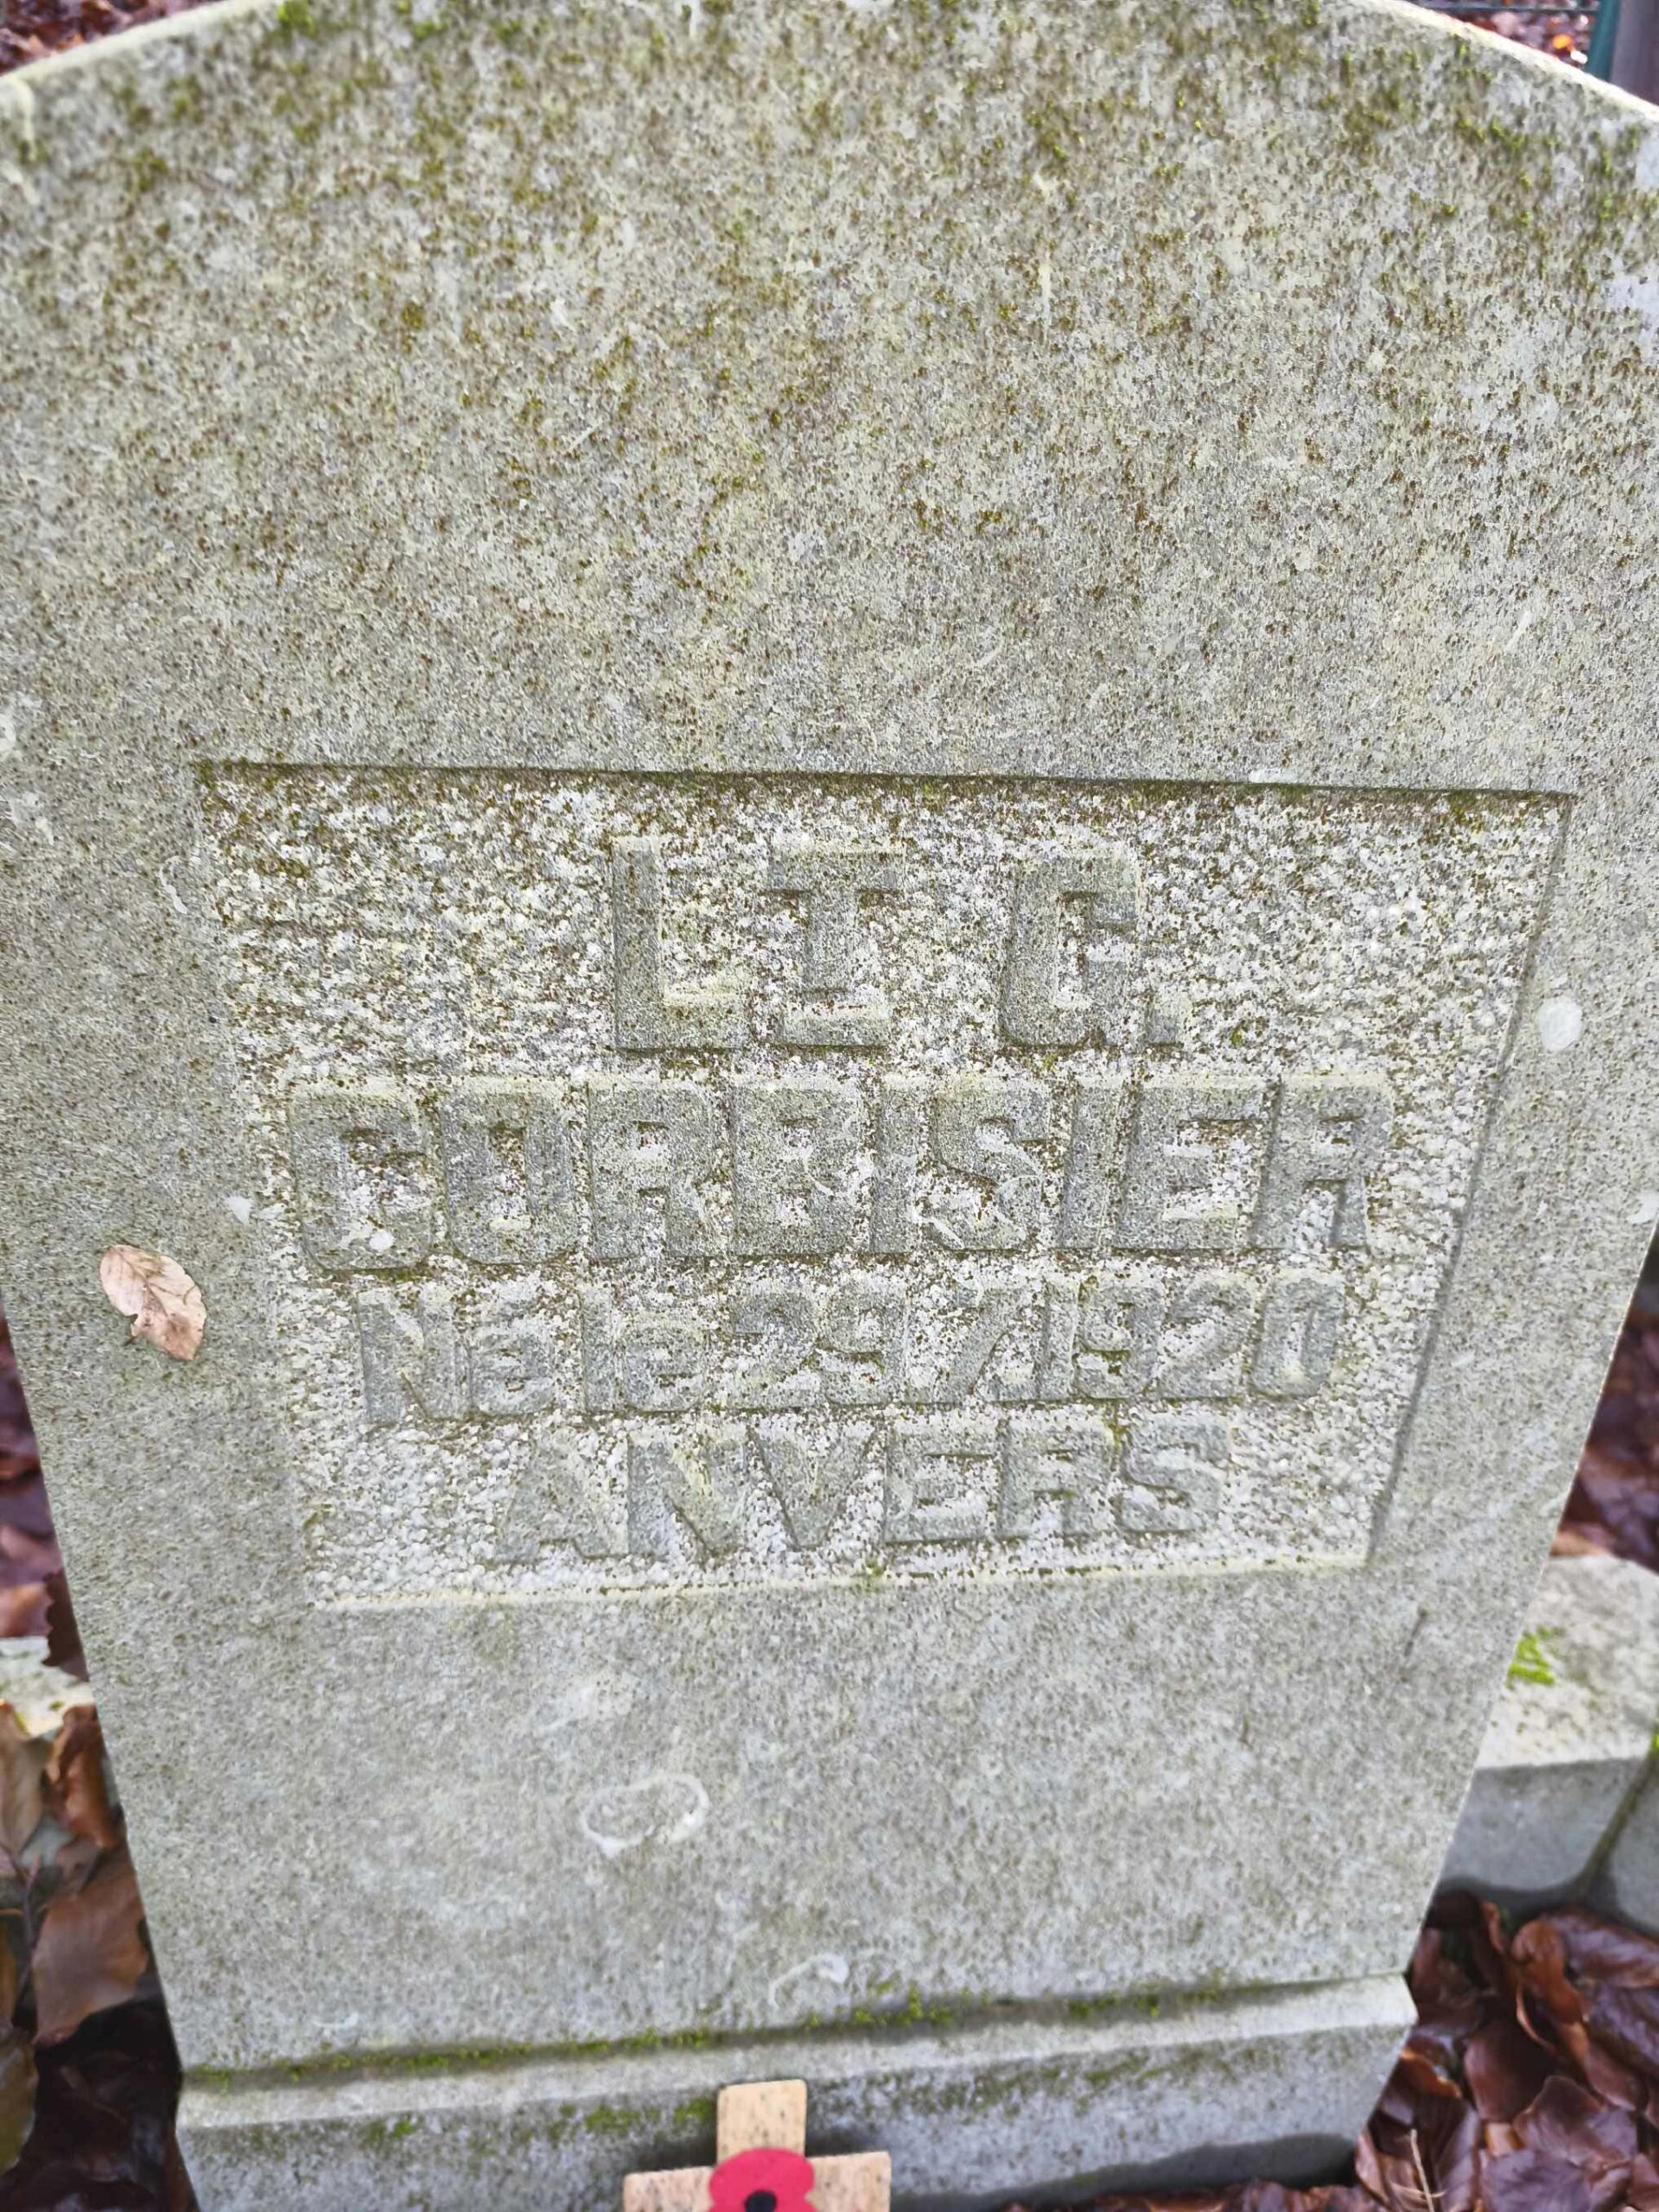 LT C.
CORBISIER
Né le 29 7 1920
ANVERS